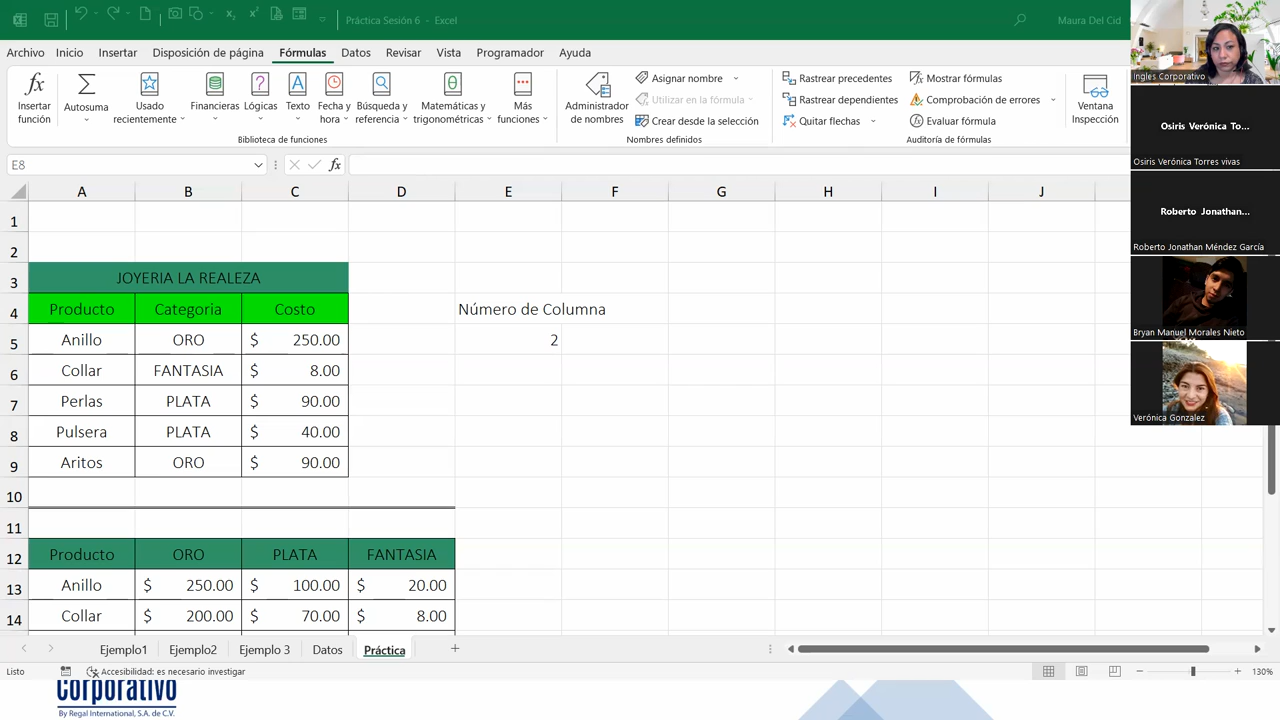 Práctica Sesión 6 - Excel
Maura Del Cid
Archivo Inicio Insertar Disposición de página Fórmulas Datos Revisar Vista Programador Ayuda
Insertar función
Autosuma
Usado recientemente
Financieras
Lógicas
Texto
Fecha y hora
Búsqueda y referencia
Matemáticas y trigonométricas
Más funciones
Biblioteca de funciones
Administrador de nombres
Asignar nombre
Utilizar en la fórmula
Crear desde la selección
Nombres definidos
Rastrear precedentes
Rastrear dependientes
Quitar flechas
Mostrar fórmulas
Comprobación de errores
Evaluar fórmula
Auditoría de fórmulas
Ventana Inspección
E8 fx
A B C D E F G H I J
1
2
3 JOYERIA LA REALEZA
4 Producto Categoria Costo Número de Columna
5 Anillo ORO $ 250.00 2
6 Collar FANTASIA $ 8.00
7 Perlas PLATA $ 90.00
8 Pulsera PLATA $ 40.00
9 Aritos ORO $ 90.00
10
11
12 Producto ORO PLATA FANTASIA
13 Anillo $ 250.00 $ 100.00 $ 20.00
14 Collar $ 200.00 $ 70.00 $ 8.00
Ejemplo1 Ejemplo2 Ejemplo 3 Datos Práctica
Listo Accesibilidad: es necesario investigar 130%
Corporativo
By Regal International, S.A. de C.V.
Ingles Corporativo
Osiris Verónica To...
Osiris Verónica Torres vivas
Roberto Jonathan...
Roberto Jonathan Méndez García
Bryan Manuel Morales Nieto
Verónica Gonzalez